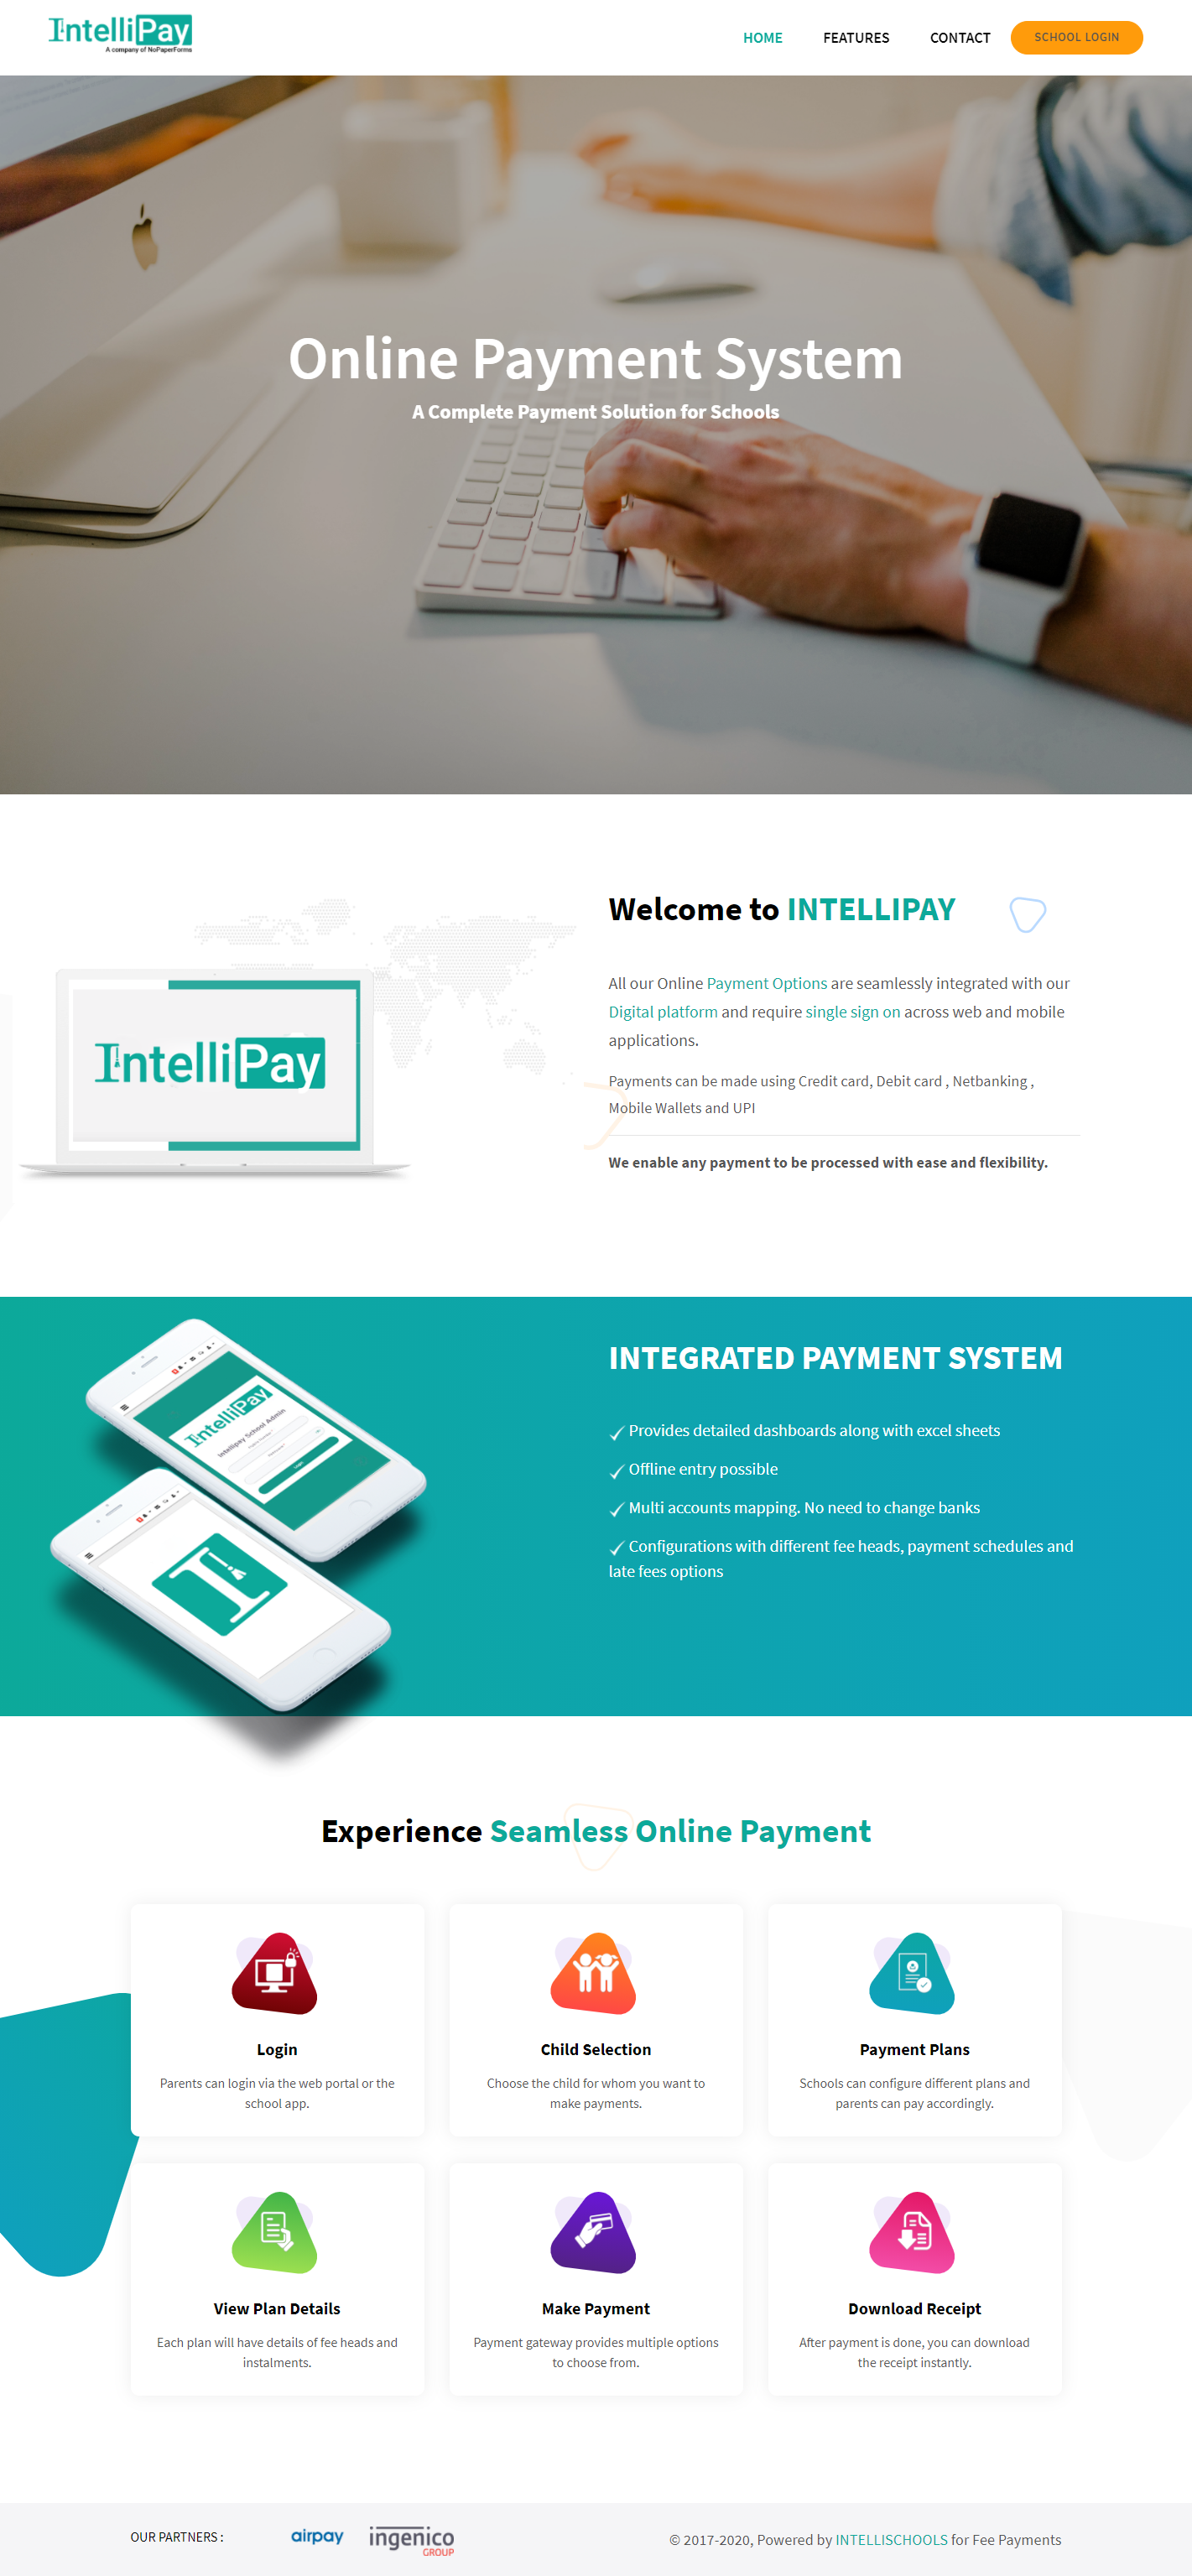 IntelliPay
A company of NoPaperForms
HOME
FEATURES
CONTACT
SCHOOL LOGIN
Online Payment System
A Complete Payment Solution for Schools
Welcome to INTELLIPAY
All our Online Payment Options are seamlessly integrated with our
Digital platform and require single sign on across web and mobile
applications.
Payments can be made using Credit card, Debit card , Netbanking ,
Mobile Wallets and UPI
We enable any payment to be processed with ease and flexibility.
IntelliPay
INTEGRATED PAYMENT SYSTEM
Provides detailed dashboards along with excel sheets
Offline entry possible
Multi accounts mapping. No need to change banks
Configurations with different fee heads, payment schedules and
late fees options
IntelliPay
Intellipay School Admin
Login
Experience Seamless Online Payment
Login
Parents can login via the web portal or the
school app.
Child Selection
Choose the child for whom you want to
make payments.
Payment Plans
Schools can configure different plans and
parents can pay accordingly.
View Plan Details
Each plan will have details of fee heads and
instalments.
Make Payment
Payment gateway provides multiple options
to choose from.
Download Receipt
After payment is done, you can download
the receipt instantly.
OUR PARTNERS :
airpay
ingenico
GROUP
© 2017-2020, Powered by INTELLISCHOOLS for Fee Payments